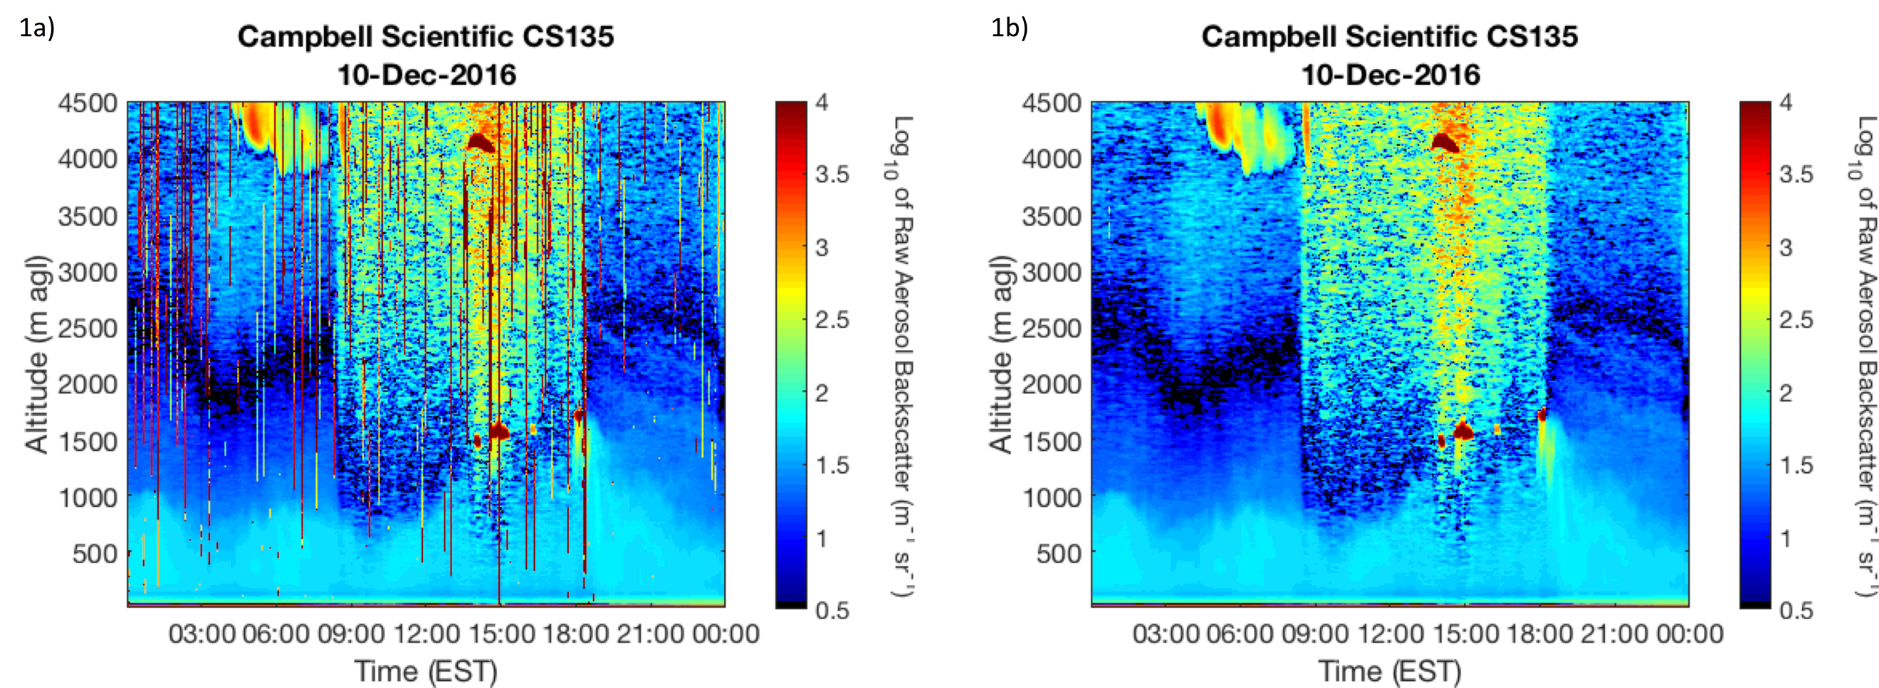 1a)
Campbell Scientific CS135
10-Dec-2016
Altitude (m agl)
4500
4000
3500
3000
2500
2000
1500
1000
500
03:00 06:00 09:00 12:00 15:00 18:00 21:00 00:00
Time (EST)
4
3.5
3
2.5
2
1.5
1
0.5
Log10 of Raw Aerosol Backscatter (m-1 sr-1)
1b)
Campbell Scientific CS135
10-Dec-2016
Altitude (m agl)
4500
4000
3500
3000
2500
2000
1500
1000
500
03:00 06:00 09:00 12:00 15:00 18:00 21:00 00:00
Time (EST)
4
3.5
3
2.5
2
1.5
1
0.5
Log10 of Raw Aerosol Backscatter (m-1 sr-1)